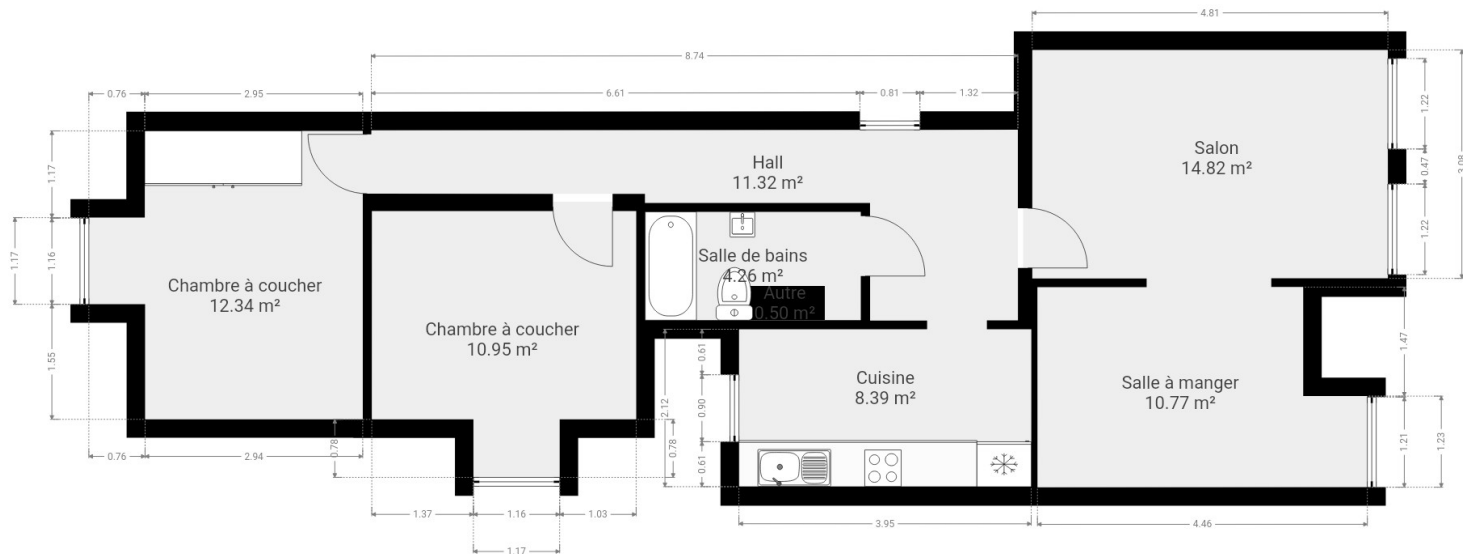 4.81
8.74
0.76
2.95
6.61
0.81
1.32
1.22
0.47
1.22
3.08
Hall
11.32 m²
Salon
14.82 m²
1.17
1.17
1.16
1.55
Chambre à coucher
12.34 m²
Salle de bains
4.26 m²
Autre
0.50 m²
Chambre à coucher
10.95 m²
0.61
0.90
2.12
0.61
Cuisine
8.39 m²
Salle à manger
10.77 m²
1.47
1.21
1.23
0.78
0.78
0.76
2.94
1.37
1.16
1.03
1.17
3.95
4.46